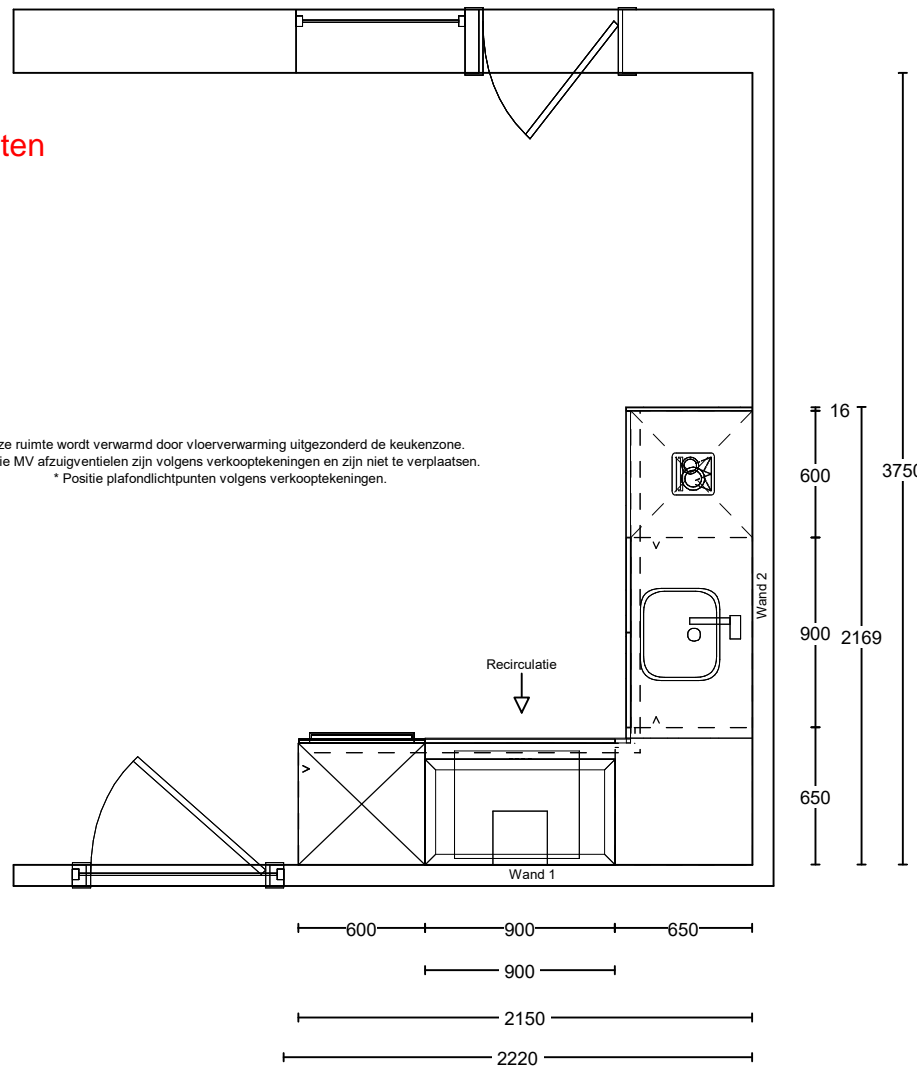 ten
ze ruimte wordt verwarmd door vloerverwarming uitgezonderd de keukenzone.
ie MV afzuigventielen zijn volgens verkooptekeningen en zijn niet te verplaatsen.
* Positie plafondlichtpunten volgens verkooptekeningen.
16
600
3750
Wand 2
900
2169
Recirculatie
650
Wand 1
600
900
650
900
2150
2220